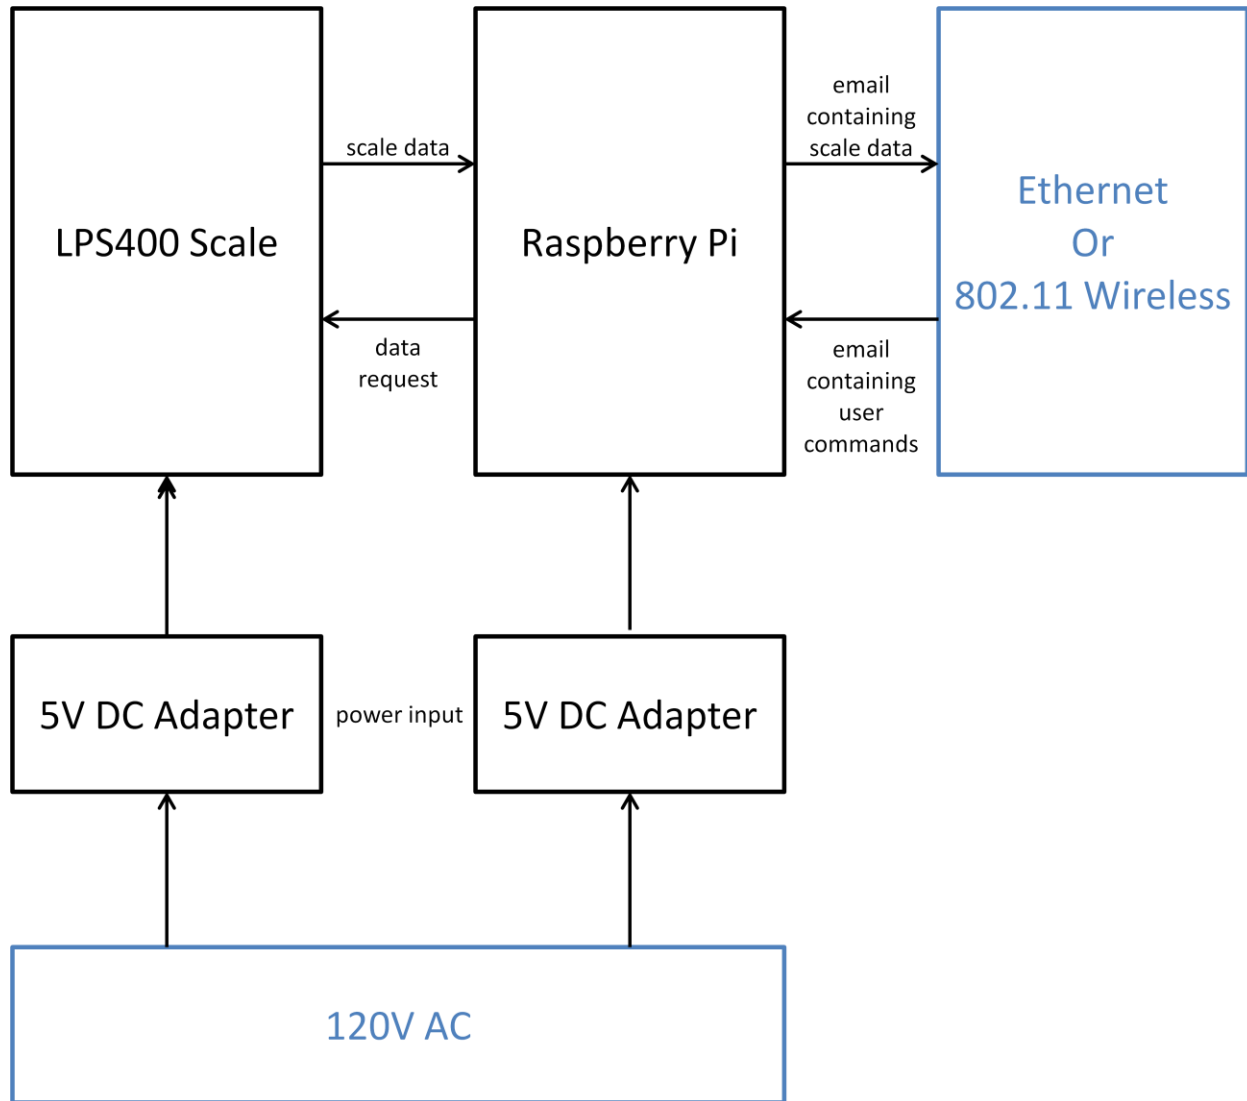 LPS400 Scale
scale data
data
request
Raspberry Pi
email
containing
scale data
email
containing
user
commands
Ethernet
Or
802.11 Wireless
5V DC Adapter
power input
5V DC Adapter
120V AC